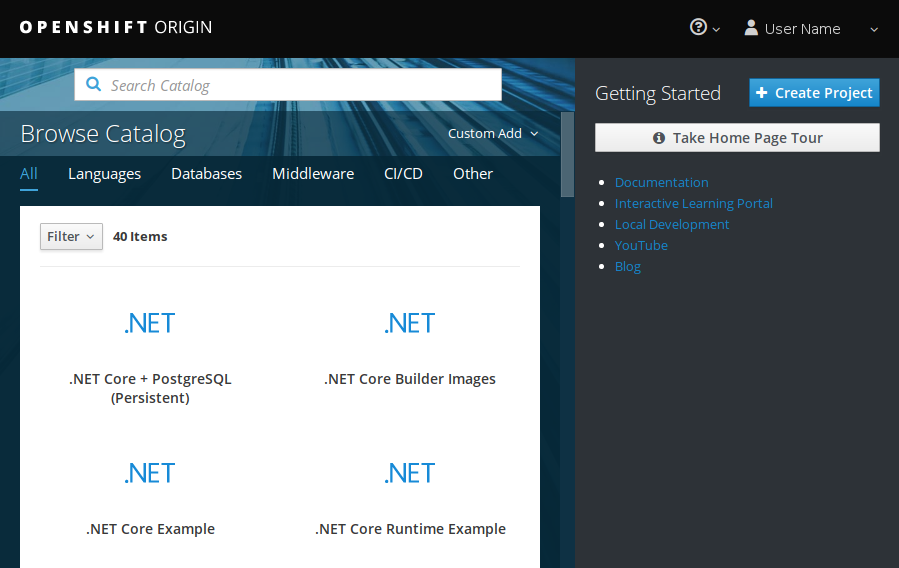 OPENSHIFT ORIGIN
User Name
Search Catalog
Browse Catalog
Custom Add
All Languages Databases Middleware CI/CD Other
Filter 40 Items
.NET
.NET Core + PostgreSQL
(Persistent)
.NET
.NET Core Builder Images
.NET
.NET Core Example
.NET
.NET Core Runtime Example
Getting Started
Create Project
Take Home Page Tour
Documentation
Interactive Learning Portal
Local Development
YouTube
Blog